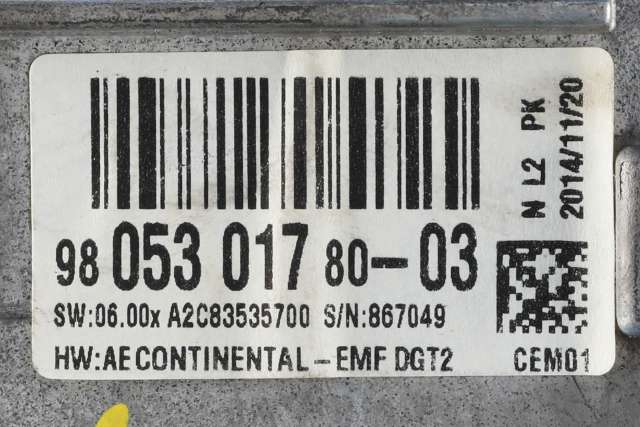 98 053 017 80-03
SW:06.00x A2C83535700 S/N:867049
HW:AE CONTINENTAL-EMF DGT2
CEM01
N L2 PK
2014/11/20